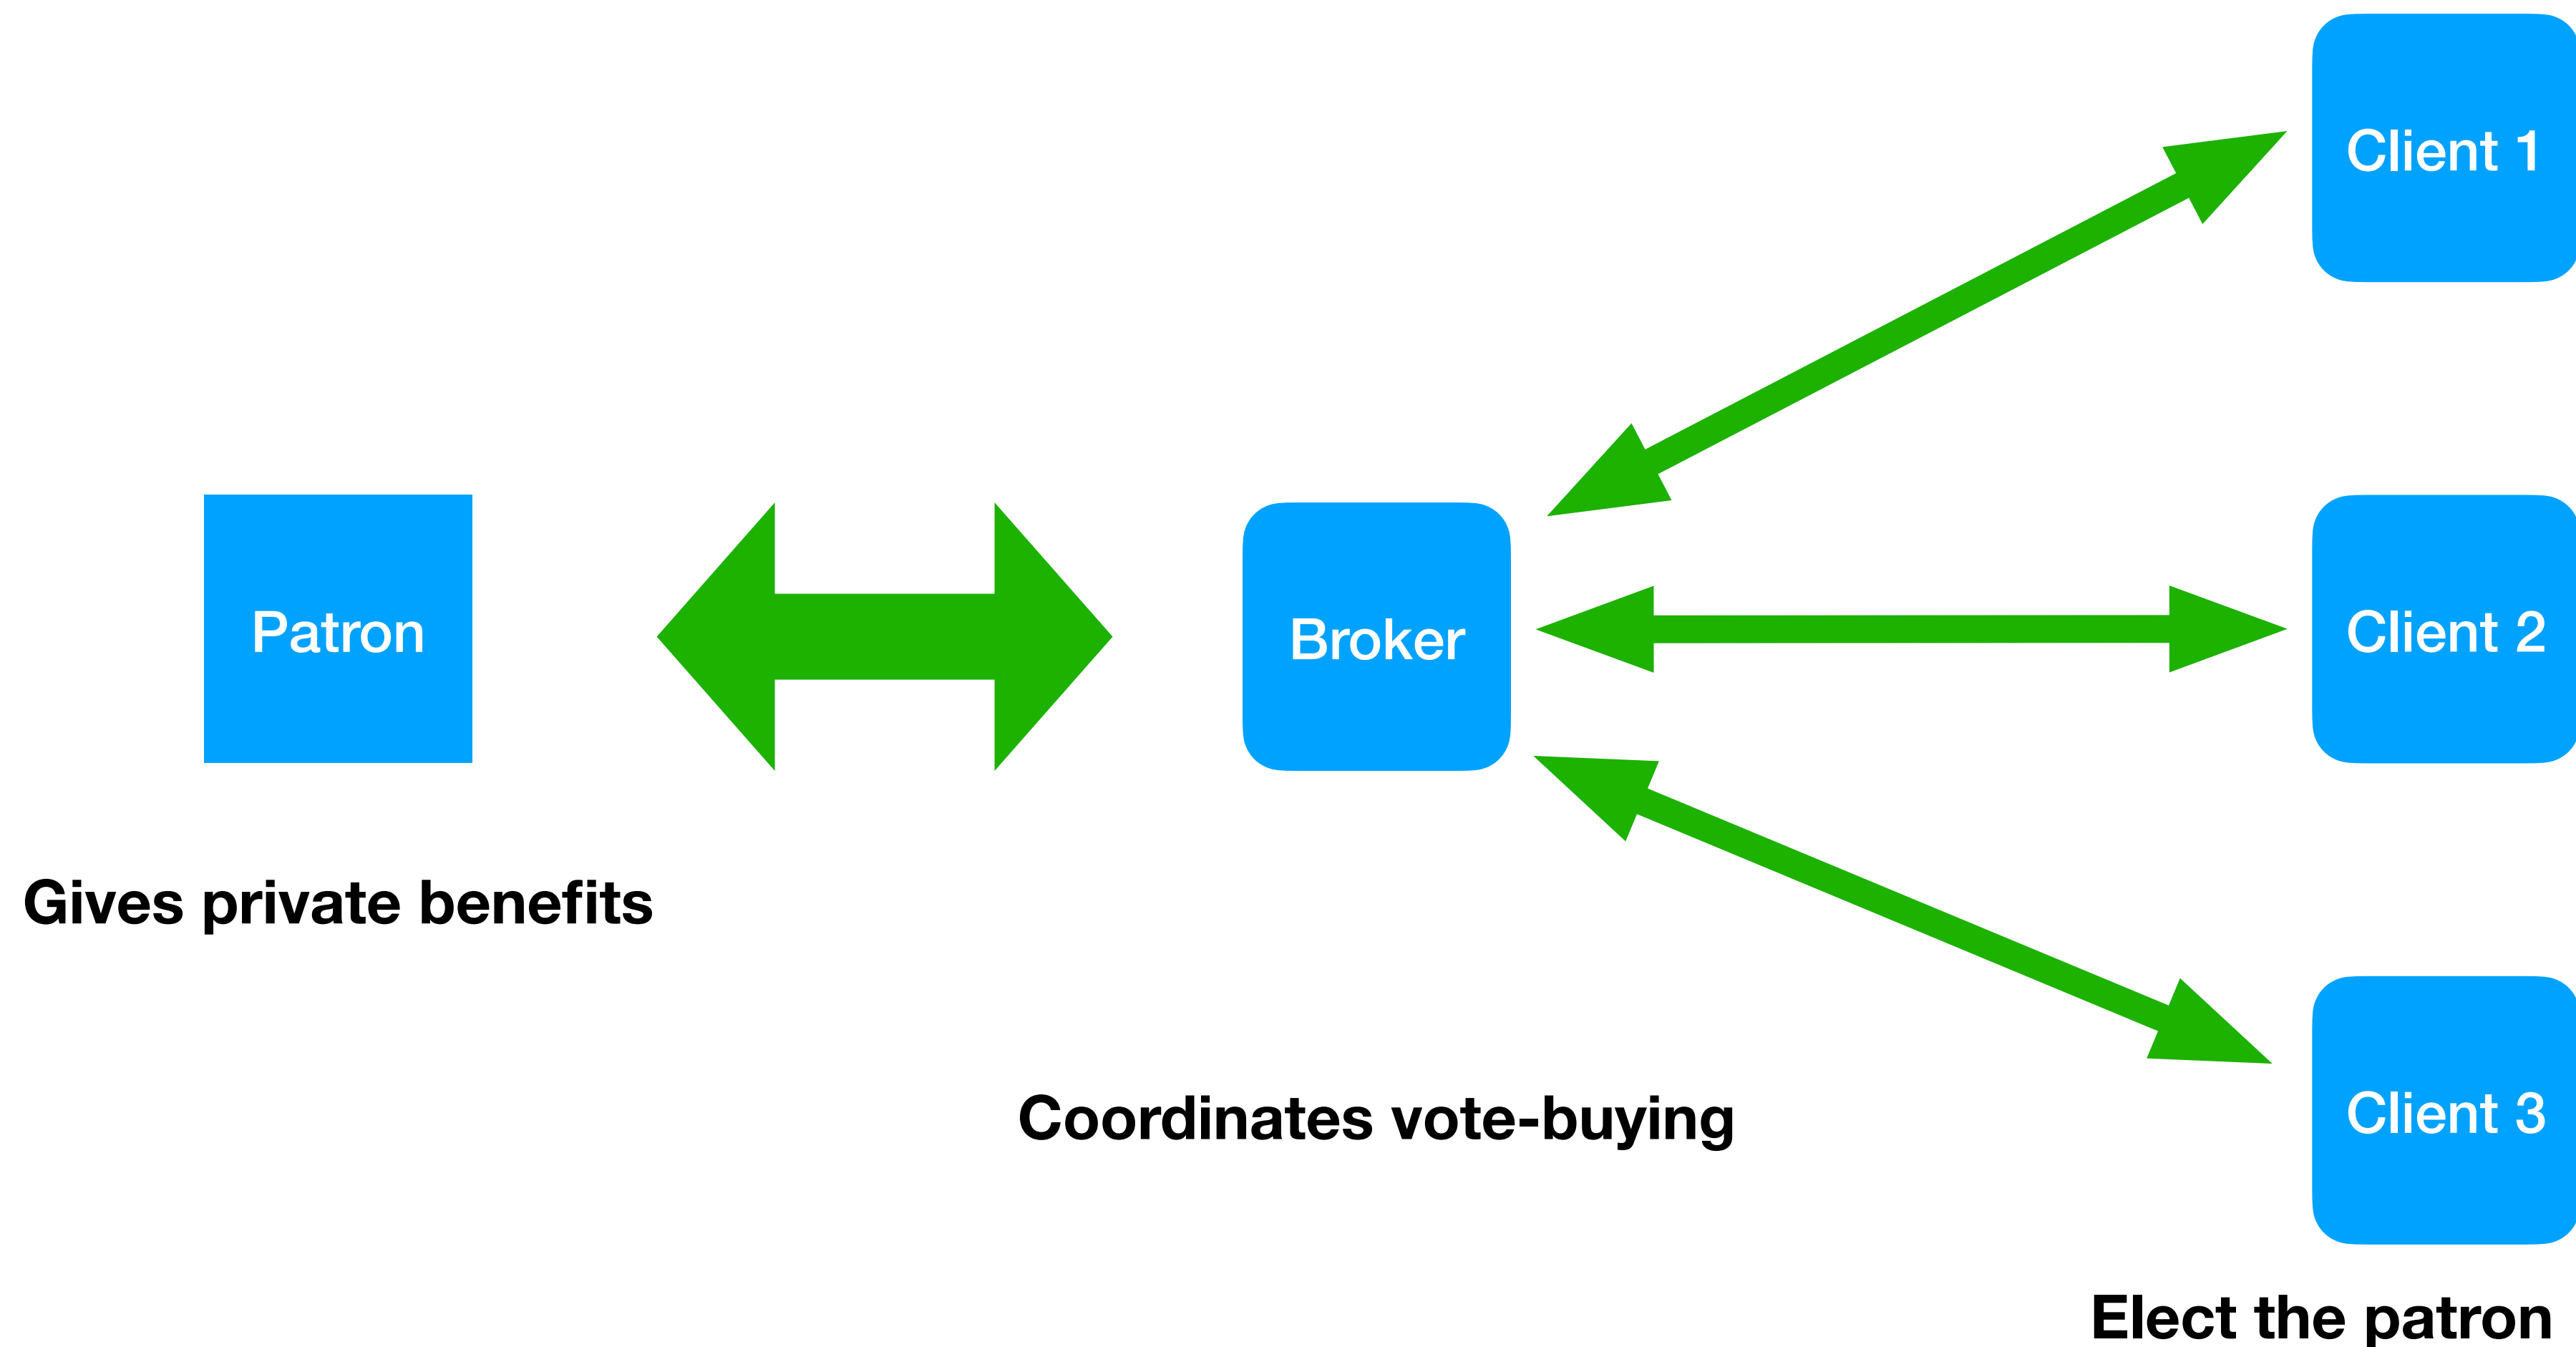 Client 1
Patron
Broker
Client 2
Gives private benefits
Coordinates vote-buying
Client 3
Elect the patron